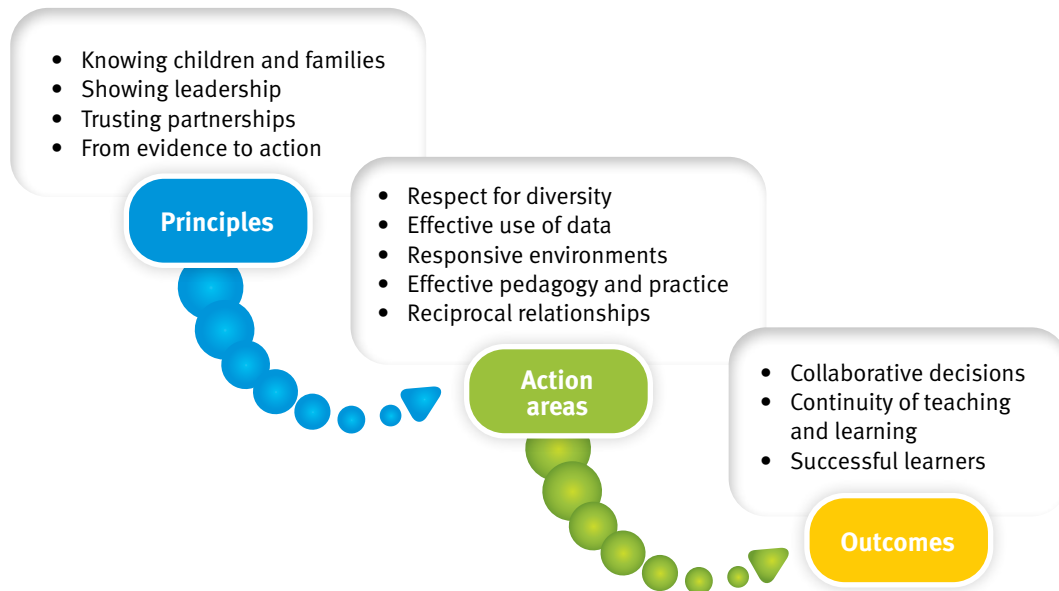 • Knowing children and families
• Showing leadership
• Trusting partnerships
• From evidence to action
Principles
• Respect for diversity
• Effective use of data
• Responsive environments
• Effective pedagogy and practice
• Reciprocal relationships
Action
areas
• Collaborative decisions
• Continuity of teaching
and learning
• Successful learners
Outcomes